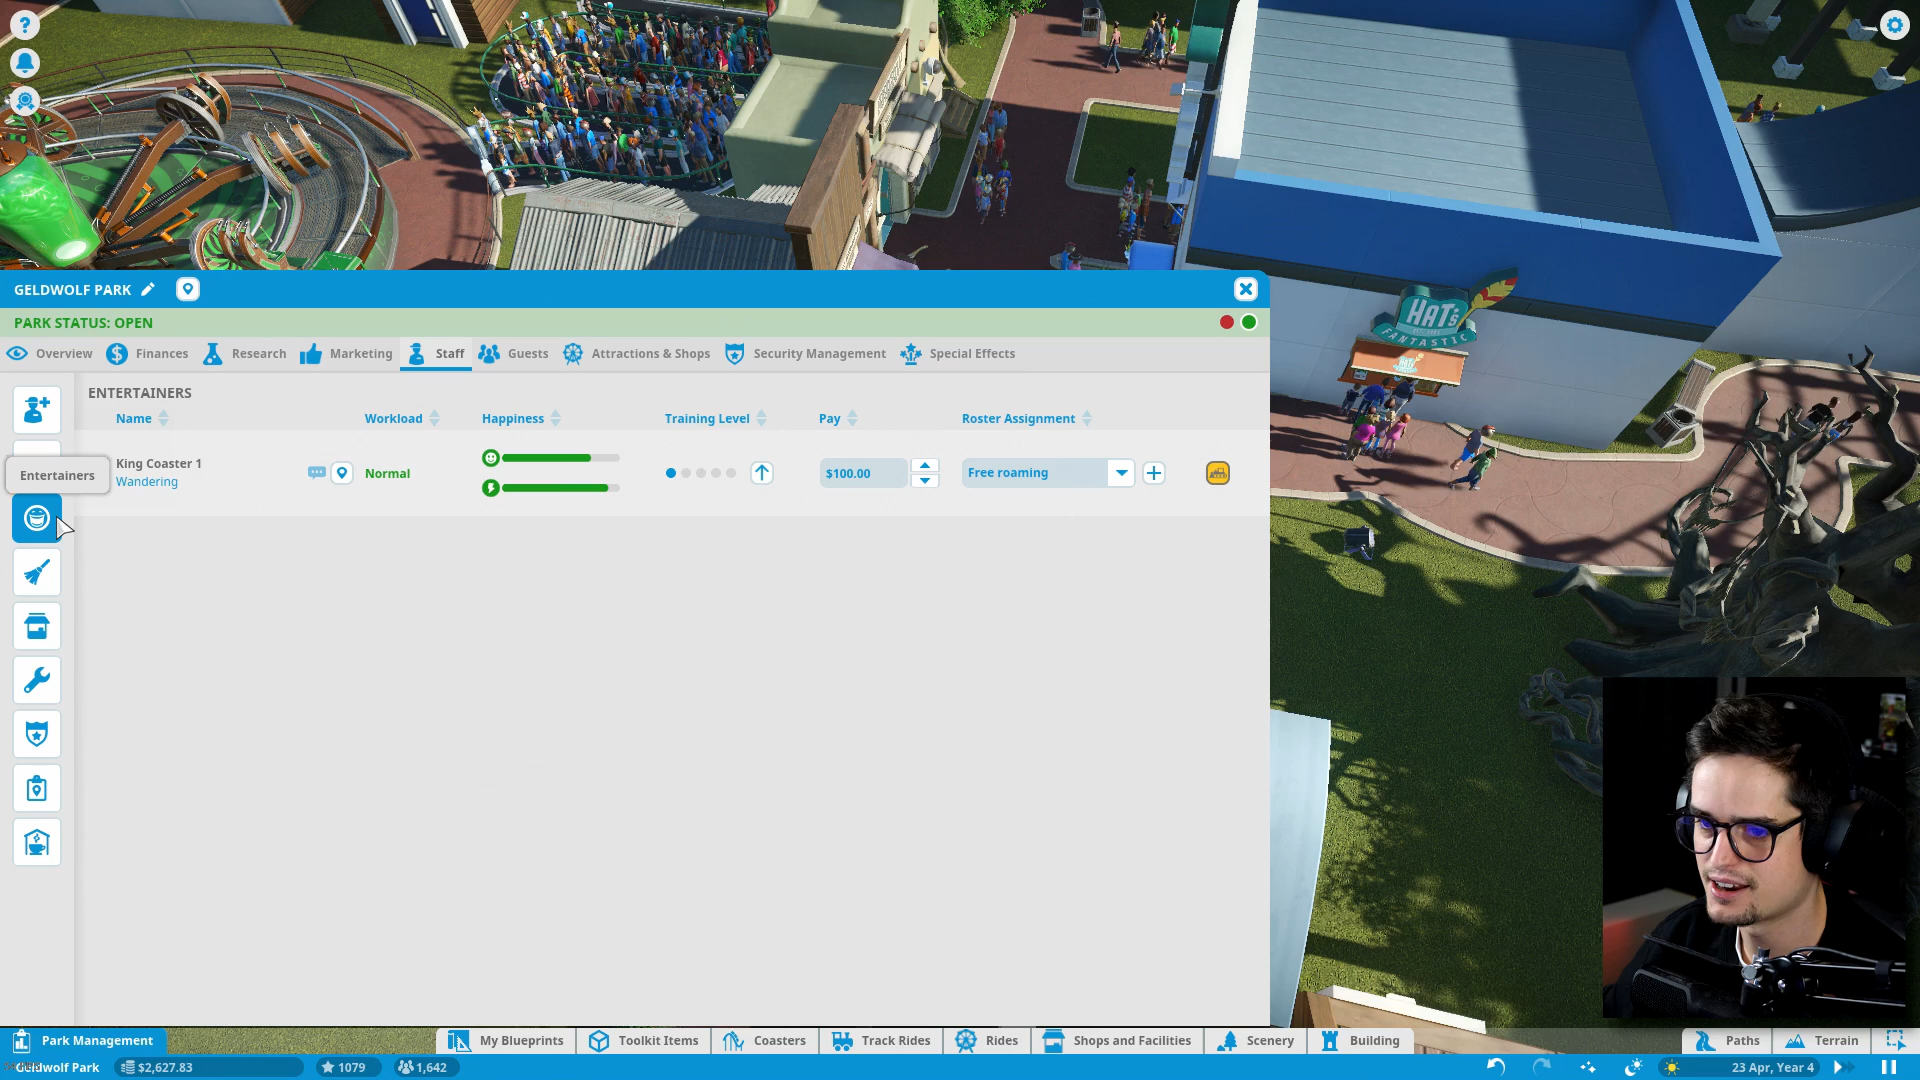 HATS
FANTASTIC
GELDWOLF PARK
PARK STATUS: OPEN
Overview
Finances
Research
Marketing
Staff
Guests
Attractions & Shops
Security Management
Special Effects
ENTERTAINERS
Name
Workload
Happiness
Training Level
Pay
Roster Assignment
Entertainers
King Coaster 1
Wandering
Normal
$100.00
Free roaming
Park Management
My Blueprints
Toolkit Items
Coasters
Track Rides
Rides
Shops and Facilities
Scenery
Building
Paths
Terrain
Geldwolf Park
$2,627.83
1079
1,642
23 Apr, Year 4